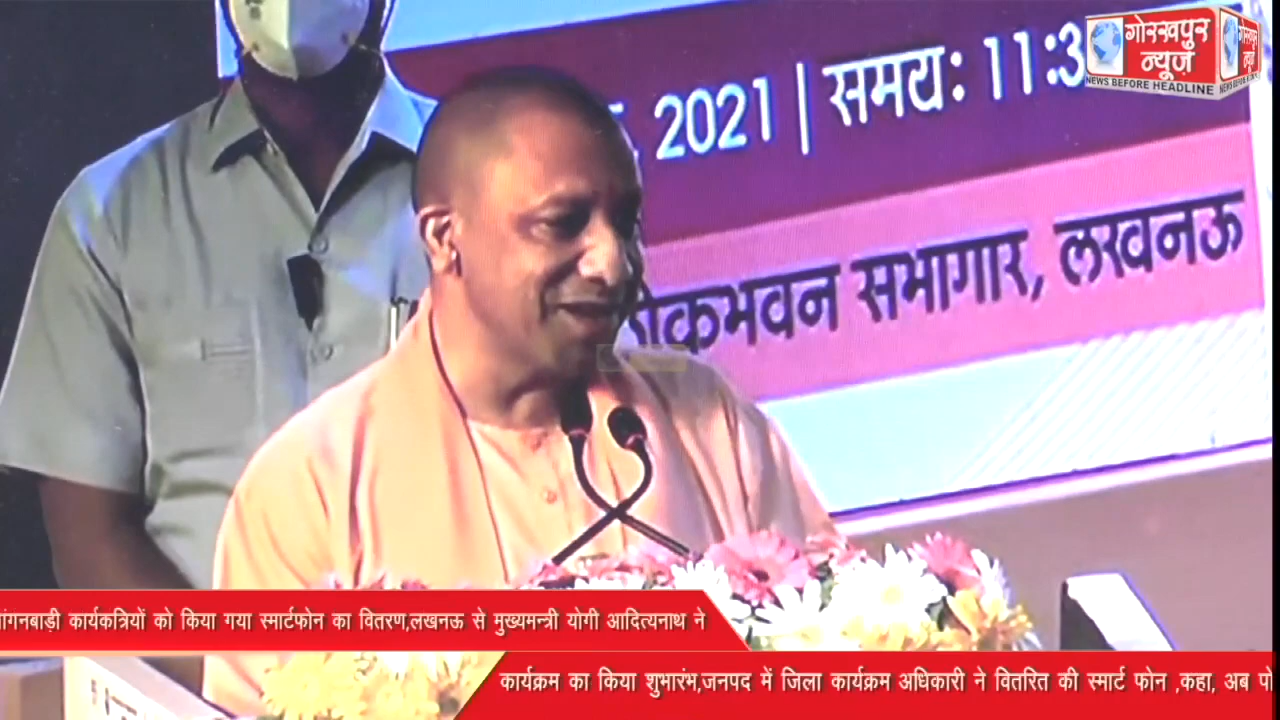 गोरखपुर
न्यूज़
NEWS BEFORE HEADLINE
, 2021 | समय: 11:3
सभागार, लखनऊ
कार्यकत्रियों को किया गया स्मार्टफोन का वितरण,लखनऊ से मुख्यमन्त्री योगी आदित्यनाथ ने
कार्यक्रम का किया शुभारंभ,जनपद में जिला कार्यक्रम अधिकारी ने वितरित की स्मार्ट फोन ,कहा, अब